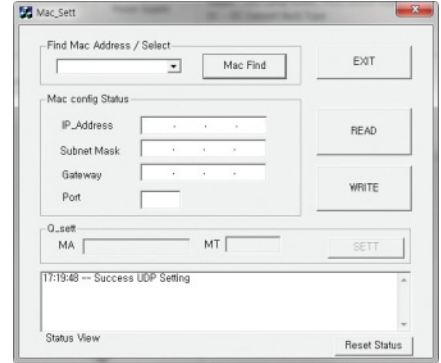 Mac_Sett
Find Mac Address / Select
Mac Find
EXIT
Mac config Status
IP_Address
Subnet Mask
Gateway
Port
READ
WRITE
Q_sett
MA
MT
SETT
17:19:48 -- Success UDP Setting
Status View
Reset Status